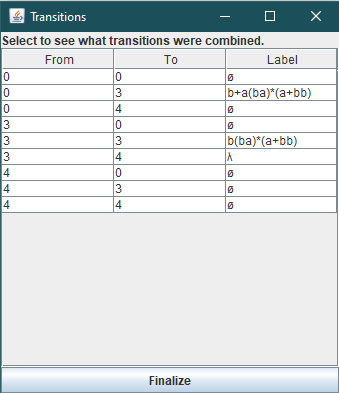 Transitions
Select to see what transitions were combined.
From To Label
0 0 ø
0 3 b+a(ba)*(a+bb)
0 4 ø
3 0 ø
3 3 b(ba)*(a+bb)
3 4 λ
4 0 ø
4 3 ø
4 4 ø
Finalize